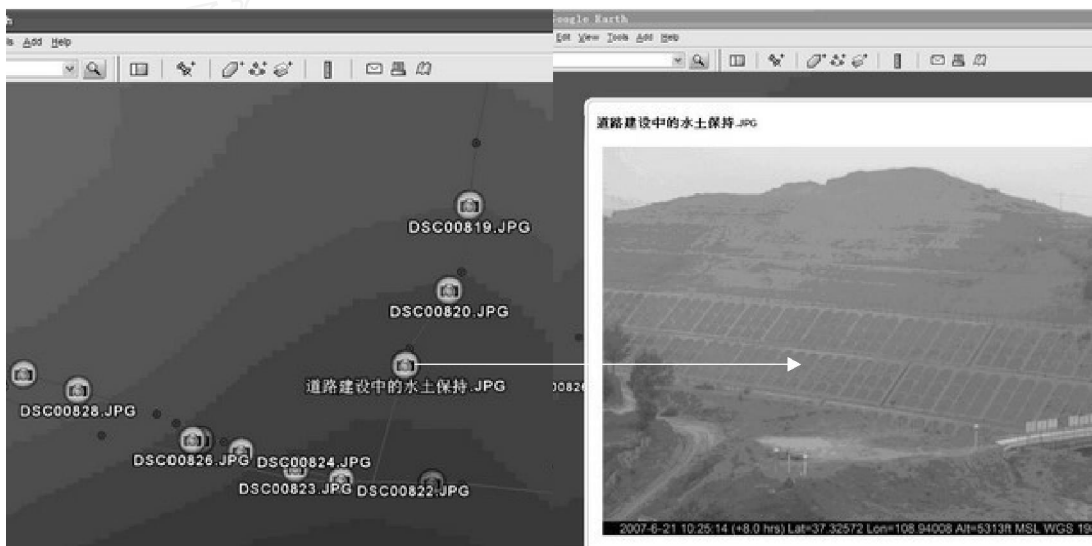 Add Help
DSC00819.JPG
DSC00820.JPG
道路建设中的水土保持.JPG
DSC00828.JPG
DSC00826.JPG DSC00824.JPG
DSC00823.JPG DSC00822.JPG
Google Earth
Edit View Tools Add Help
道路建设中的水土保持.JPG
2007-6-21 10:25:14 (+8.0 hrs) Lat=37.32572 Lon=108.94008 Alt=5313ft MSL WGS